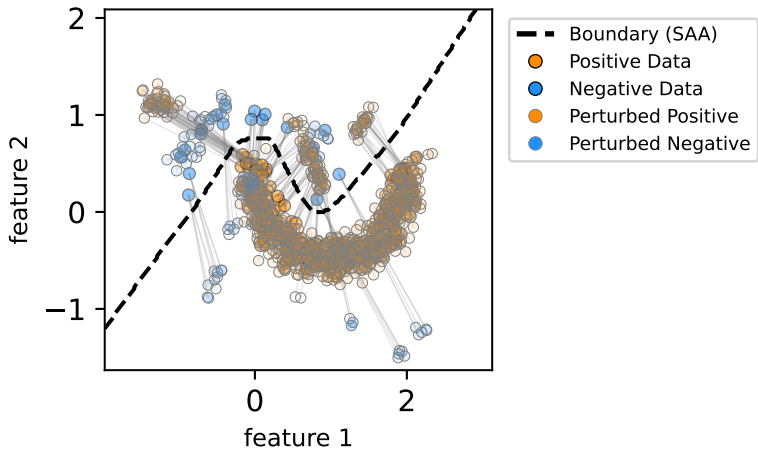 2
1
0
−1
feature 2
0
2
feature 1
Boundary (SAA)
Positive Data
Negative Data
Perturbed Positive
Perturbed Negative